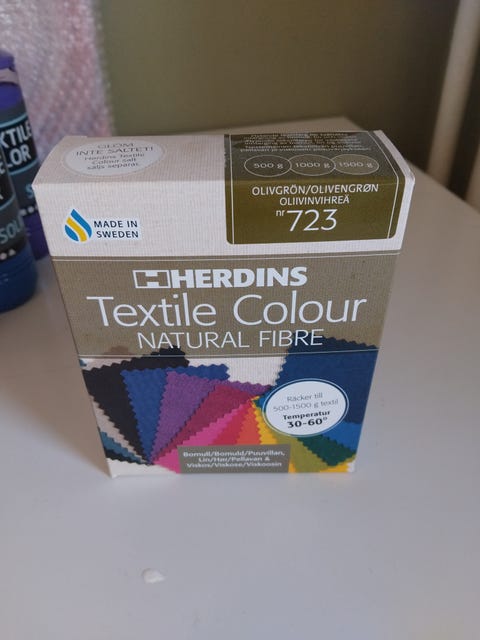 GLÖM
INTE SALTET!
Herdins Textile
Colour salt
säljs separat.
500 g 1000 g 1500 g
OLIVGRÖN/OLIVENGRØN
OLIIVINVIHREÄ
nr 723
MADE IN
SWEDEN
HERDINS
Textile Colour
NATURAL FIBRE
Räcker till
500-1500 g textil
Temperatur
30-60°
Bomull/Bomuld/Puuvillan,
Lin/Hør/Pellavan &
Viskos/Viskose/Viskoosin